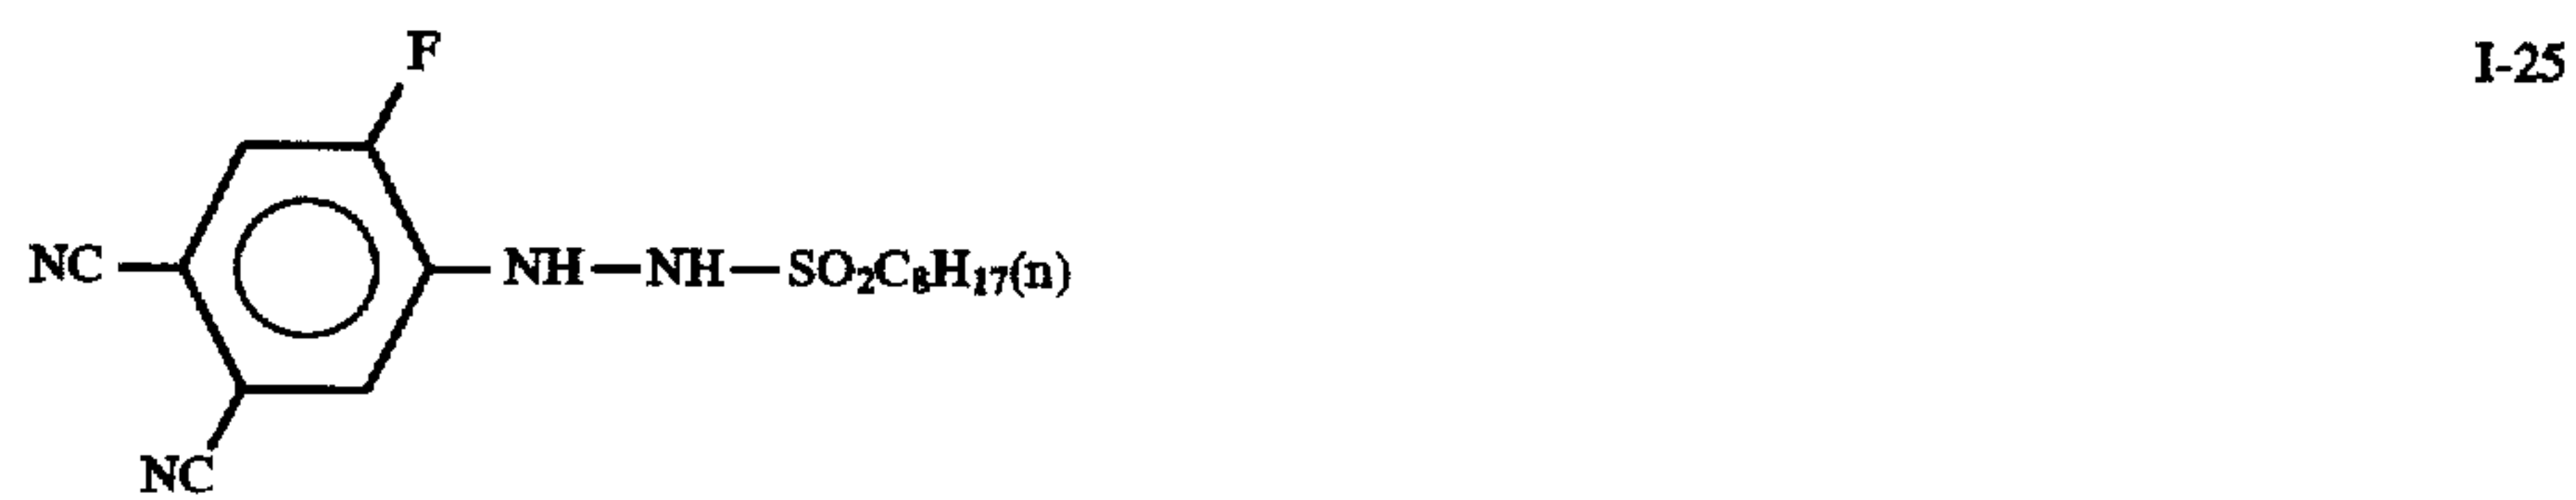 F
I-25
NC
NH—NH—SO₂C₈H₁₇(n)
NC